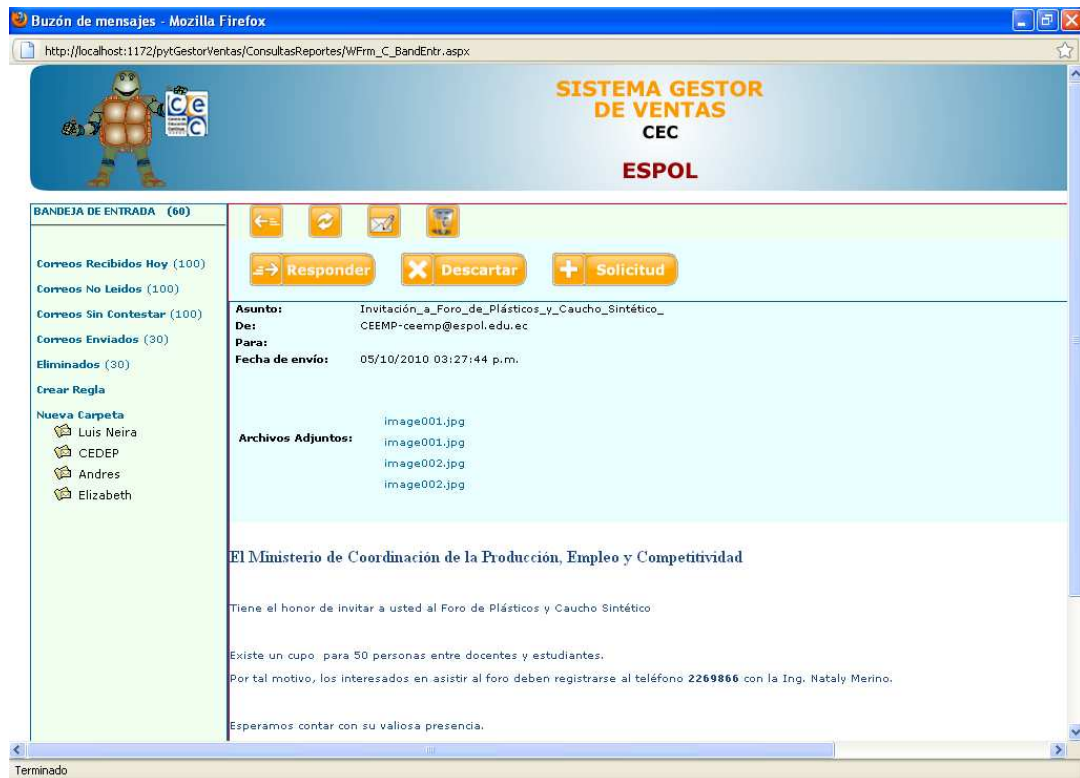 Buzón de mensajes - Mozilla Firefox
http://localhost:1172/pytGestorVentas/ConsultasReportes/WFrm_C_BandEntr.aspx
SISTEMA GESTOR
DE VENTAS
CEC
ESPOL
cec
BANDEJA DE ENTRADA (60)
Correos Recibidos Hoy (100)
Correos No Leidos (100)
Correos Sin Contestar (100)
Correos Enviados (30)
Eliminados (30)
Crear Regla
Nueva Carpeta
Luis Neira
CEDEP
Andres
Elizabeth
Responder
Descartar
Solicitud
Asunto: Invitación_a_Foro_de_Plásticos_y_Caucho_Sintético_
De: CEEMP-ceemp@espol.edu.ec
Para:
Fecha de envío: 05/10/2010 03:27:44 p.m.
Archivos Adjuntos:
image001.jpg
image001.jpg
image002.jpg
image002.jpg
El Ministerio de Coordinación de la Producción, Empleo y Competitividad
Tiene el honor de invitar a usted al Foro de Plásticos y Caucho Sintético
Existe un cupo para 50 personas entre docentes y estudiantes.
Por tal motivo, los interesados en asistir al foro deben registrarse al teléfono 2269866 con la Ing. Nataly Merino.
Esperamos contar con su valiosa presencia.
Terminado